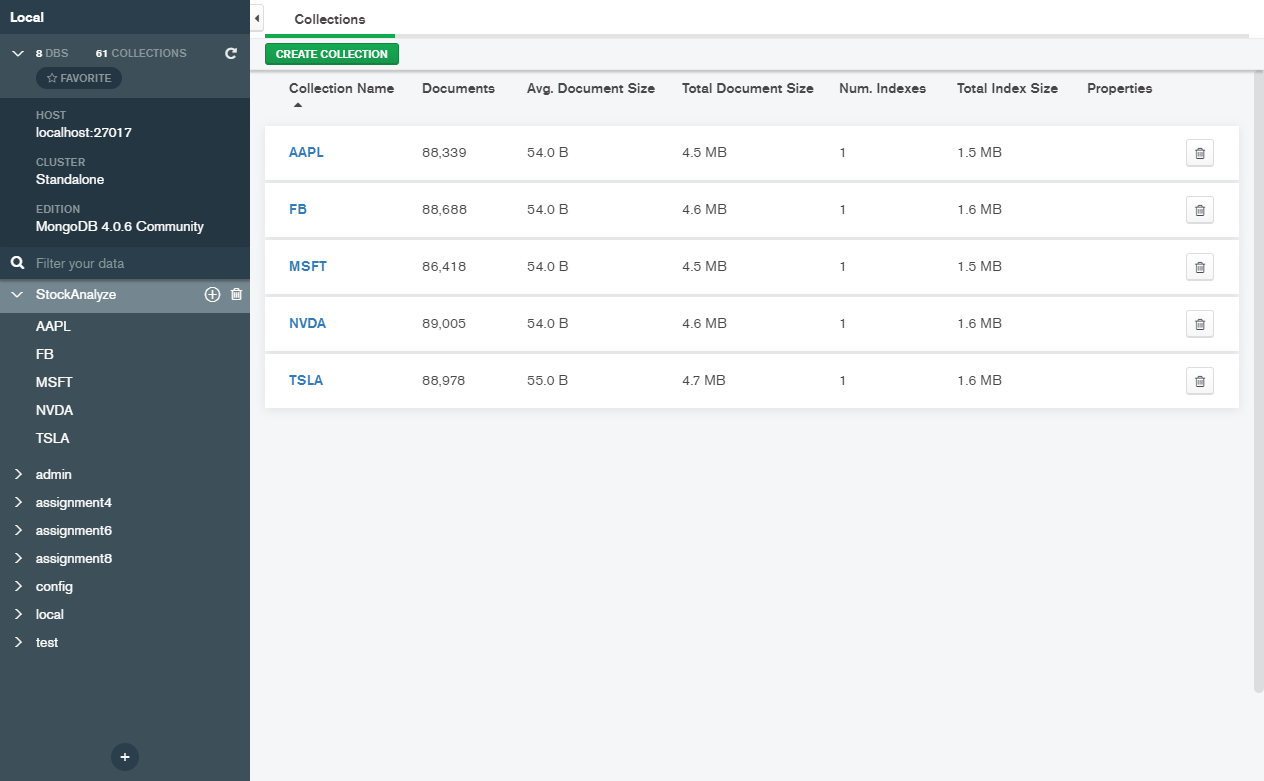 Local
8 DBS 61 COLLECTIONS
FAVORITE
HOST
localhost:27017
CLUSTER
Standalone
EDITION
MongoDB 4.0.6 Community
Filter your data
StockAnalyze
AAPL
FB
MSFT
NVDA
TSLA
admin
assignment4
assignment6
assignment8
config
local
test
+
Collections
CREATE COLLECTION
Collection Name Documents Avg. Document Size Total Document Size Num. Indexes Total Index Size Properties
AAPL 88,339 54.0 B 4.5 MB 1 1.5 MB
FB 88,688 54.0 B 4.6 MB 1 1.6 MB
MSFT 86,418 54.0 B 4.5 MB 1 1.5 MB
NVDA 89,005 54.0 B 4.6 MB 1 1.6 MB
TSLA 88,978 55.0 B 4.7 MB 1 1.6 MB